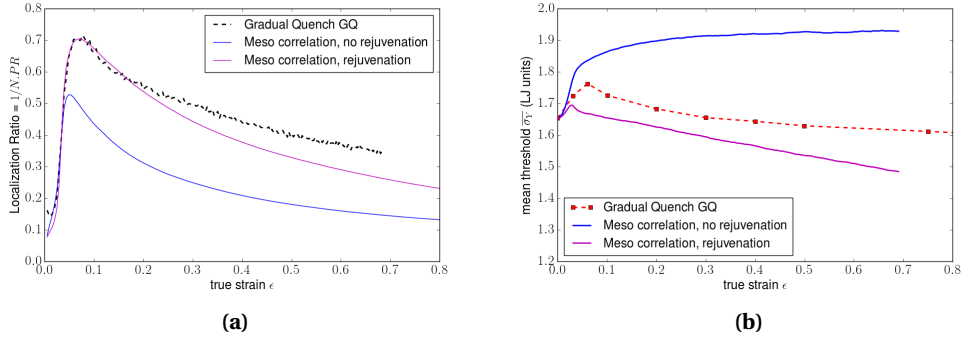 Gradual Quench GQ
Meso correlation, no rejuvenation
Meso correlation, rejuvenation
Localization Ratio = 1/N.PR
0.8
0.7
0.6
0.5
0.4
0.3
0.2
0.1
0.0
0.0 0.1 0.2 0.3 0.4 0.5 0.6 0.7 0.8
true strain ϵ
(a)
mean threshold σ̅_Y (LJ units)
2.0
1.9
1.8
1.7
1.6
1.5
1.4
1.3
1.2
Gradual Quench GQ
Meso correlation, no rejuvenation
Meso correlation, rejuvenation
0.0 0.1 0.2 0.3 0.4 0.5 0.6 0.7 0.8
true strain ϵ
(b)